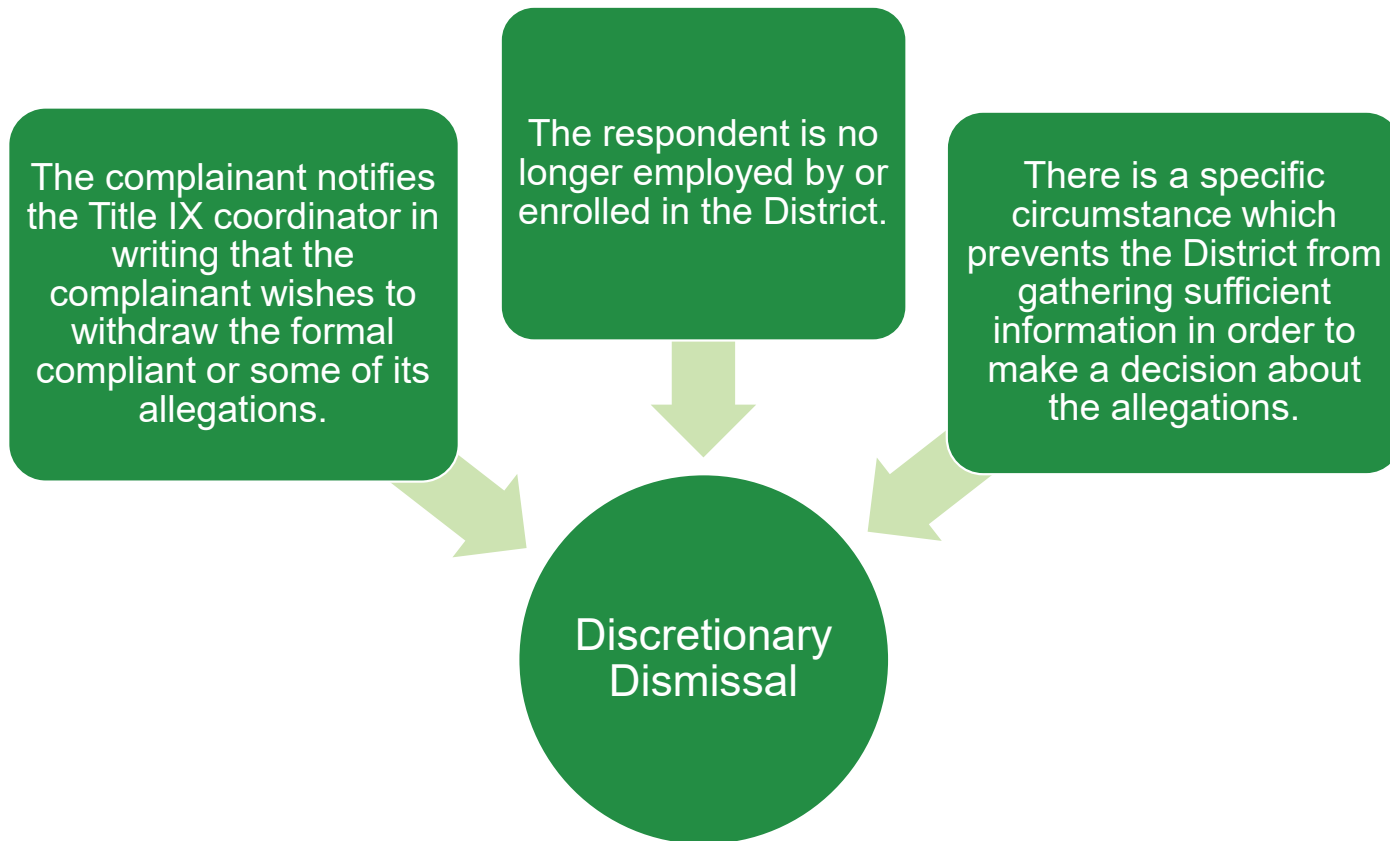 The complainant notifies
the Title IX coordinator in
writing that the
complainant wishes to
withdraw the formal
compliant or some of its
allegations.
The respondent is no
longer employed by or
enrolled in the District.
There is a specific
circumstance which
prevents the District from
gathering sufficient
information in order to
make a decision about
the allegations.
Discretionary
Dismissal